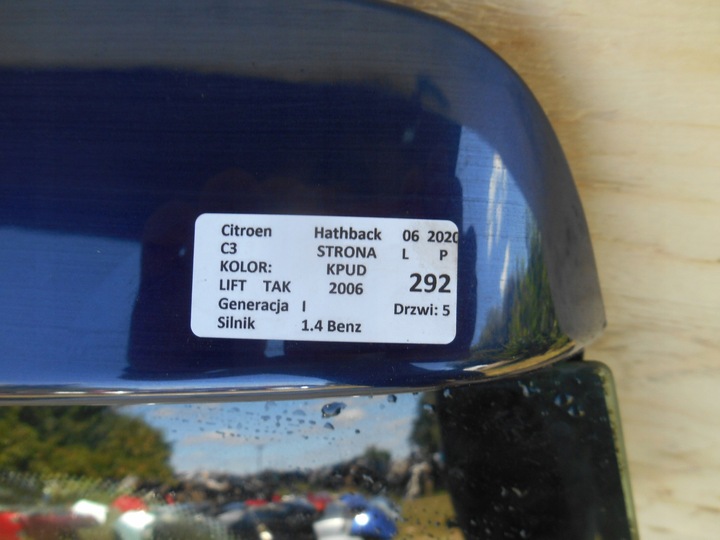 Citroen Hathback 06 2020
C3 STRONA L P
KOLOR: KPUD
LIFT TAK 2006 292
Generacja I Drzwi: 5
Silnik 1.4 Benz